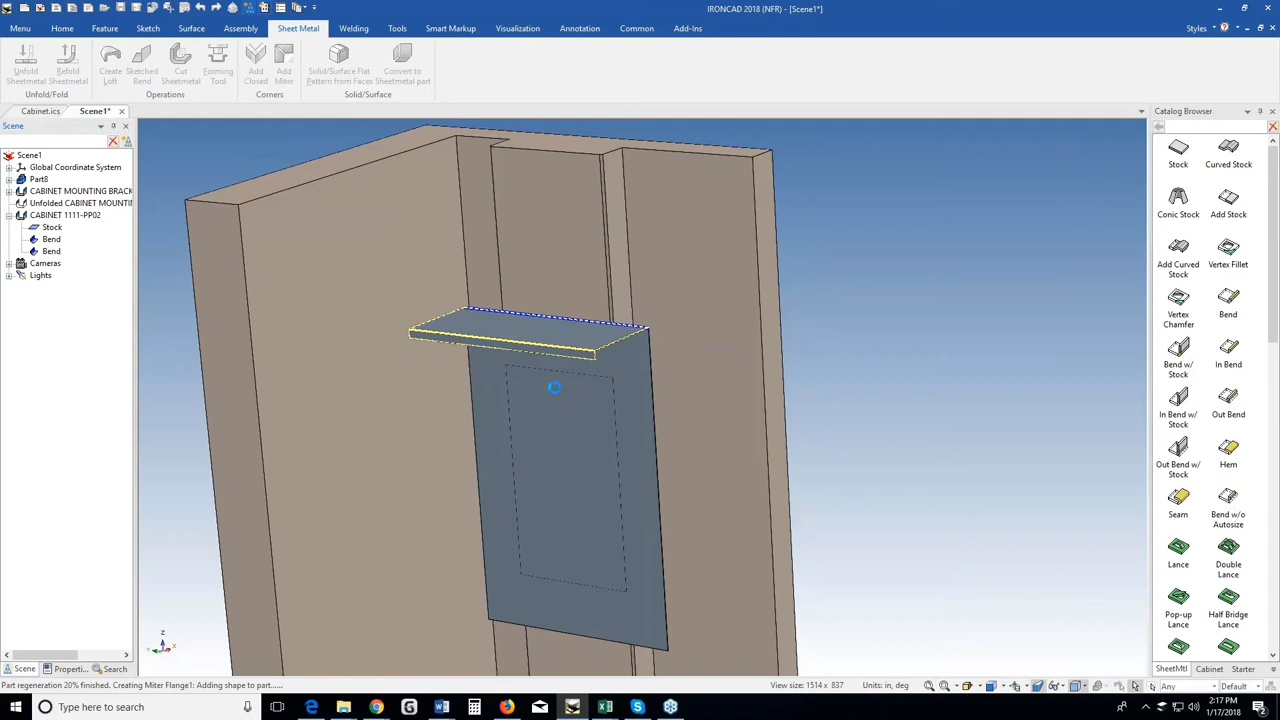 IRONCAD 2018 (NFR) - [Scene1*]
Menu Home Feature Sketch Surface Assembly Sheet Metal Welding Tools Smart Markup Visualization Annotation Common Add-Ins Styles
Unfold Sheetmetal
Refold Sheetmetal
Create Loft
Sketched Bend
Cut Sheetmetal
Forming Tool
Add Closed
Add Miter
Solid/Surface Flat Pattern from Faces
Convert to Sheetmetal part
Unfold/Fold Operations Corners Solid/Surface
Cabinet.ics Scene1*
Scene
Scene1
Global Coordinate System
Part8
CABINET MOUNTING BRACK
Unfolded CABINET MOUNTIN
CABINET 1111-PP02
Stock
Bend
Bend
Cameras
Lights
Z
X
Y
Scene Properti... Search
Catalog Browser
Stock Curved Stock
Conic Stock Add Stock
Add Curved Stock Vertex Fillet
Vertex Chamfer Bend
Bend w/ Stock In Bend
In Bend w/ Stock Out Bend
Out Bend w/ Stock Hem
Seam Bend w/o Autosize
Lance Double Lance
Pop-up Lance Half Bridge Lance
SheetMtl Cabinet Starter
Part regeneration 20% finished. Creating Miter Flange1: Adding shape to part...... View size: 1514 x 837 Units: in, deg Any Default
Type here to search
2:17 PM
1/17/2018